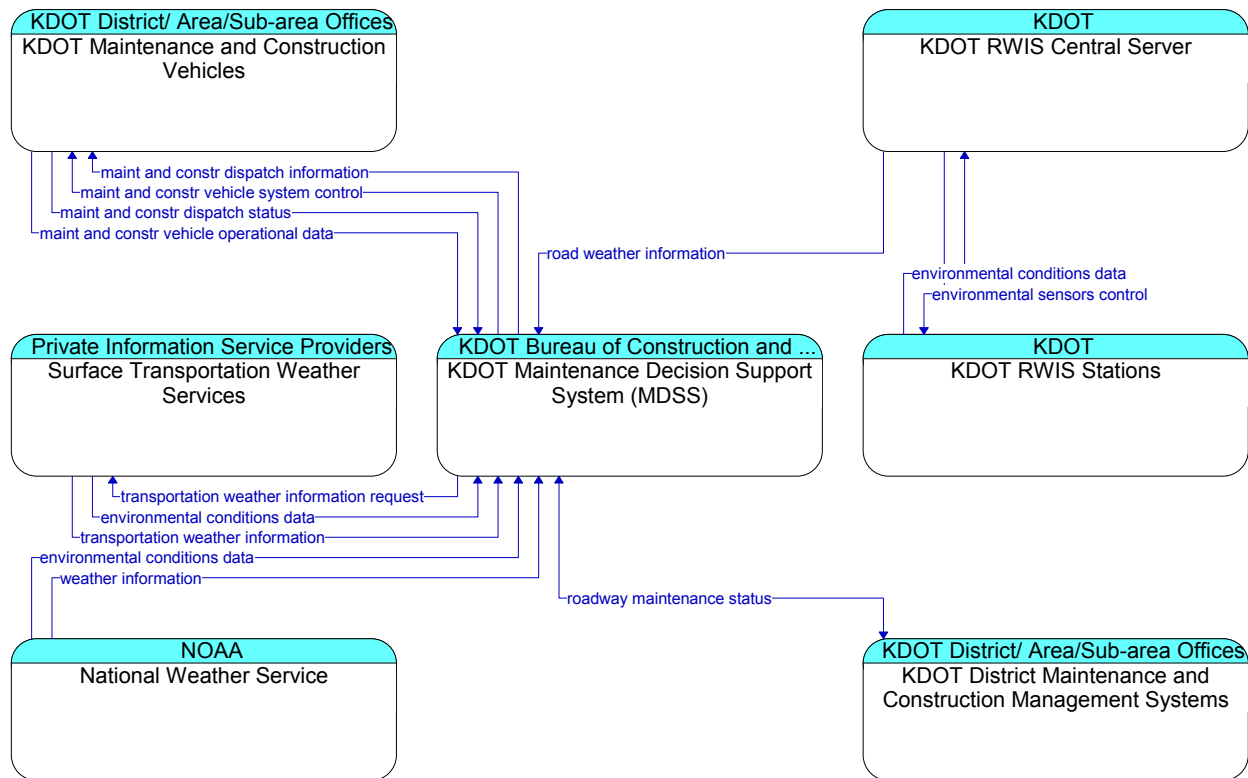 KDOT District/ Area/Sub-area Offices
KDOT Maintenance and Construction
Vehicles
KDOT
KDOT RWIS Central Server
maint and constr dispatch information
maint and constr vehicle system control
maint and constr dispatch status
maint and constr vehicle operational data
road weather information
environmental conditions data
environmental sensors control
Private Information Service Providers
Surface Transportation Weather
Services
KDOT Bureau of Construction and ...
KDOT Maintenance Decision Support
System (MDSS)
KDOT
KDOT RWIS Stations
transportation weather information request
environmental conditions data
transportation weather information
environmental conditions data
weather information
roadway maintenance status
NOAA
National Weather Service
KDOT District/ Area/Sub-area Offices
KDOT District Maintenance and
Construction Management Systems